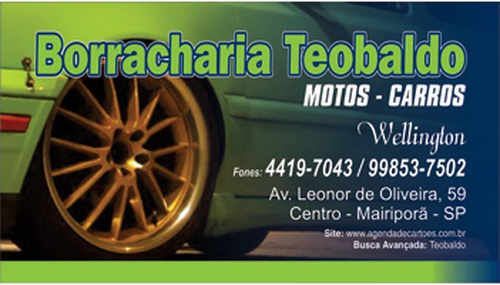 Borracharia Teobaldo
MOTOS - CARROS
Wellington
Fones: 4419-7043 / 99853-7502
Av. Leonor de Oliveira, 59
Centro - Mairiporã - SP
Site: www.agendadecartoes.com.br
Busca Avançada: Teobaldo